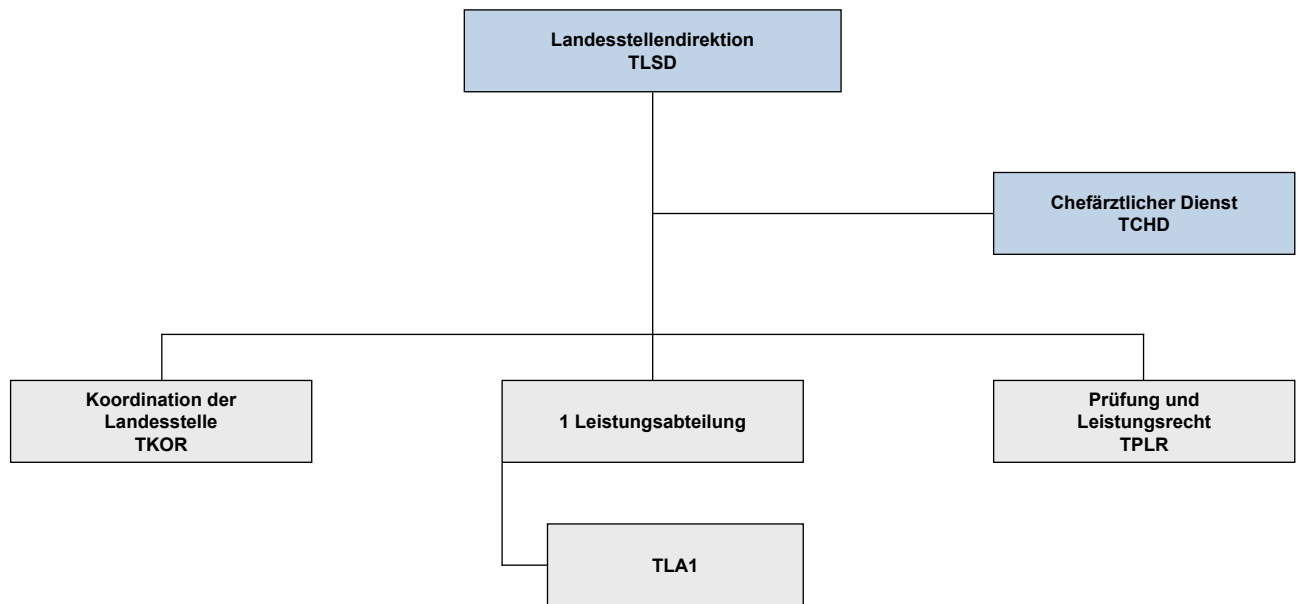 Landesstellendirektion
TLSD
Chefärztlicher Dienst
TCHD
Koordination der
Landesstelle
TKOR
1 Leistungsabteilung
Prüfung und
Leistungsrecht
TPLR
TLA1